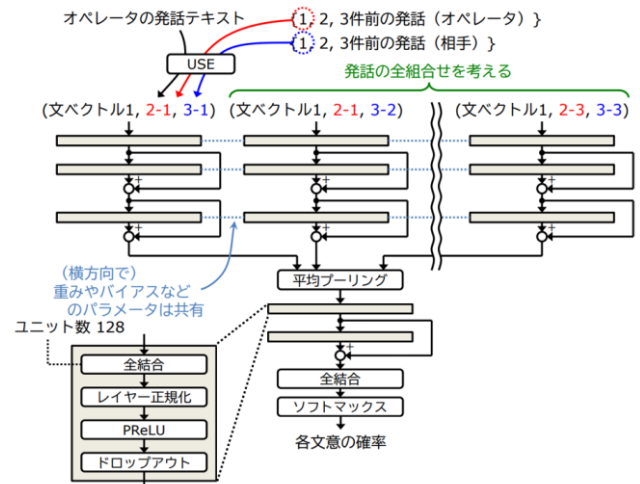 オペレータの発話テキスト
{1, 2, 3件前の発話（オペレータ）}
{1, 2, 3件前の発話（相手）}
USE
発話の全組合せを考える
(文ベクトル1, 2-1, 3-1)
(文ベクトル1, 2-1, 3-2)
(文ベクトル1, 2-3, 3-3)
+
+
+
+
+
+
（横方向で）
重みやバイアスなど
のパラメータは共有
平均プーリング
ユニット数 128
全結合
レイヤー正規化
PReLU
ドロップアウト
+
全結合
ソフトマックス
各文意の確率